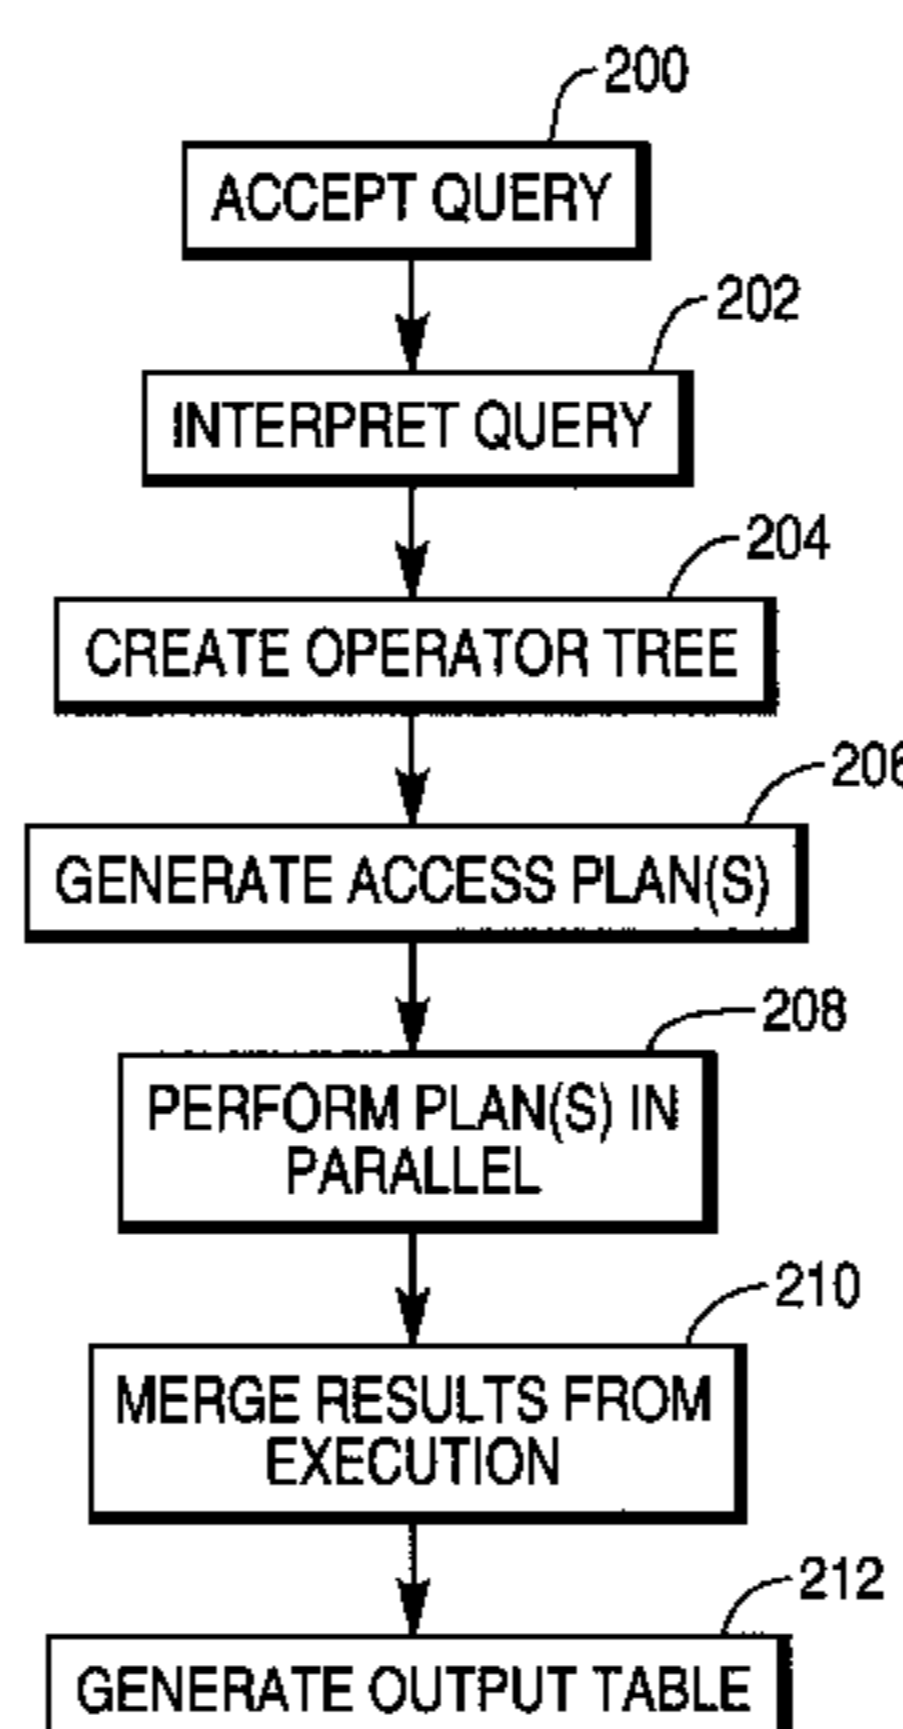 200
ACCEPT QUERY
202
INTERPRET QUERY
204
CREATE OPERATOR TREE
206
GENERATE ACCESS PLAN(S)
208
PERFORM PLAN(S) IN
PARALLEL
210
MERGE RESULTS FROM
EXECUTION
212
GENERATE OUTPUT TABLE